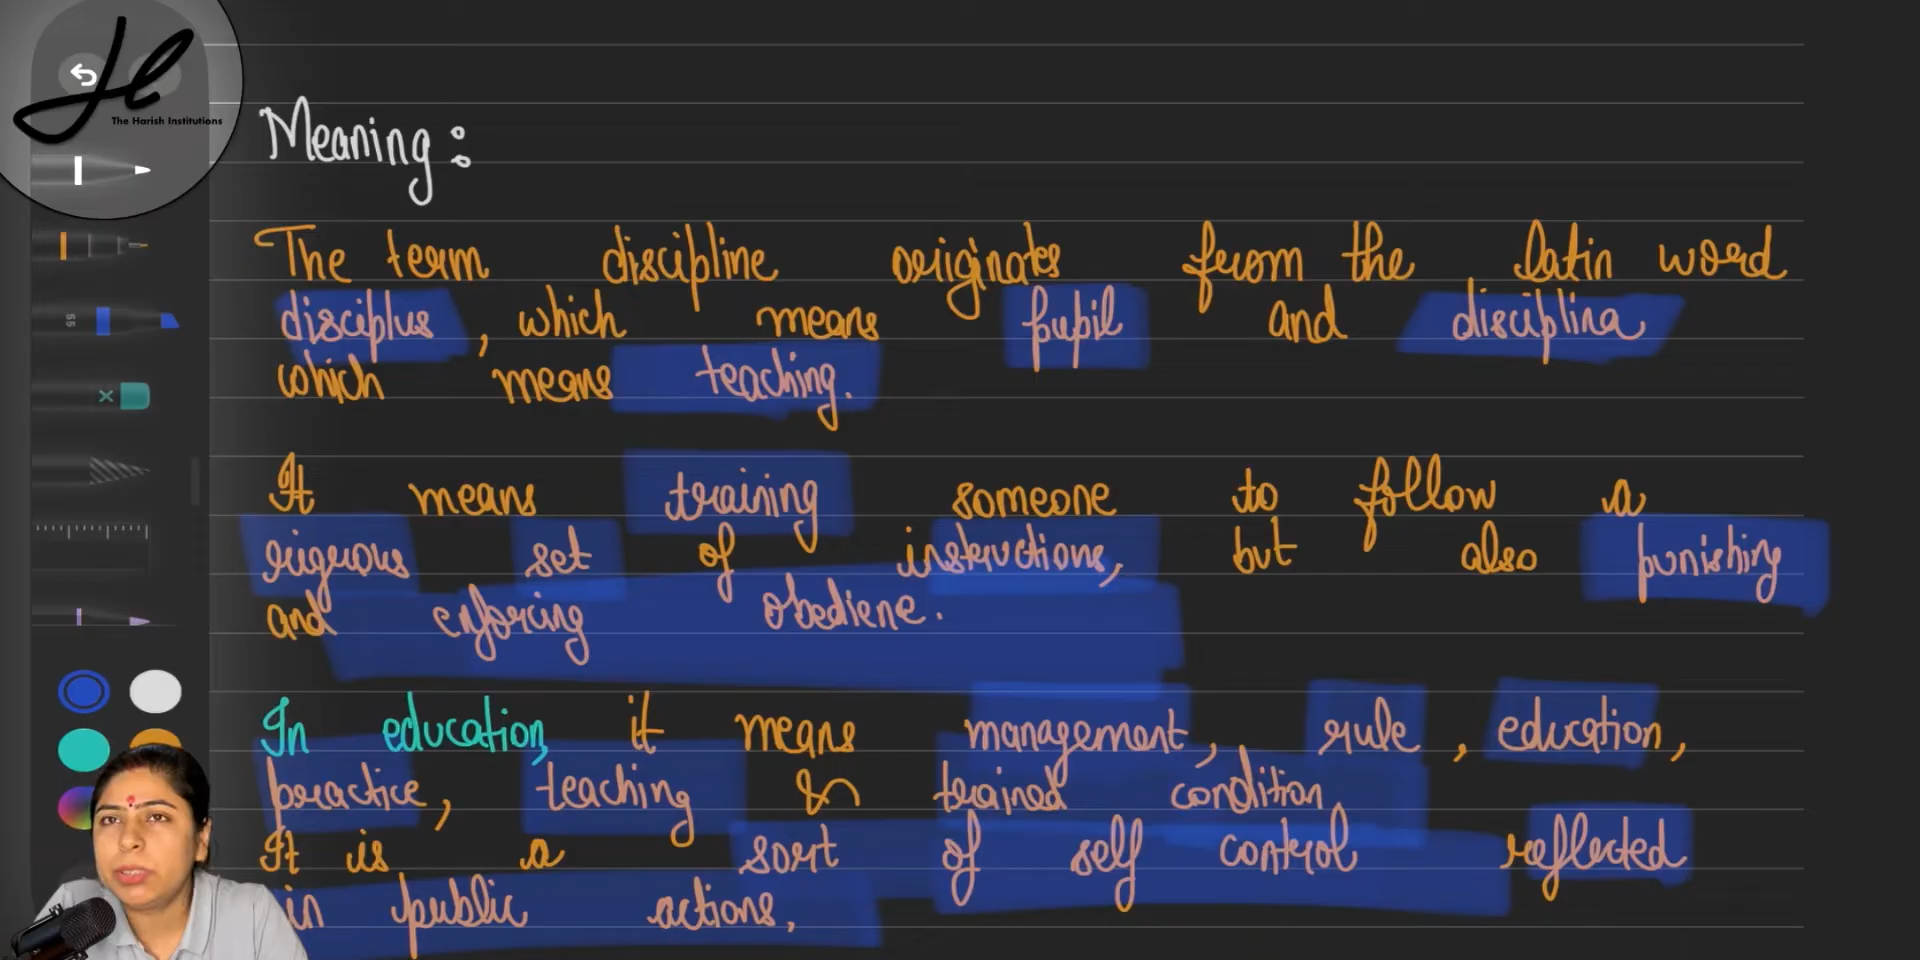 The Harish Institutions
Meaning:
The term discipline originates from the latin word
disciplus, which means pupil and disciplina
which means teaching.
It means training someone to follow a
rigrous set of instructions, but also punishing
and enforcing obediene.
In education, it means management, rule, education,
practice, teaching & trained condition.
It is a sort of self control reflected
in public actions.